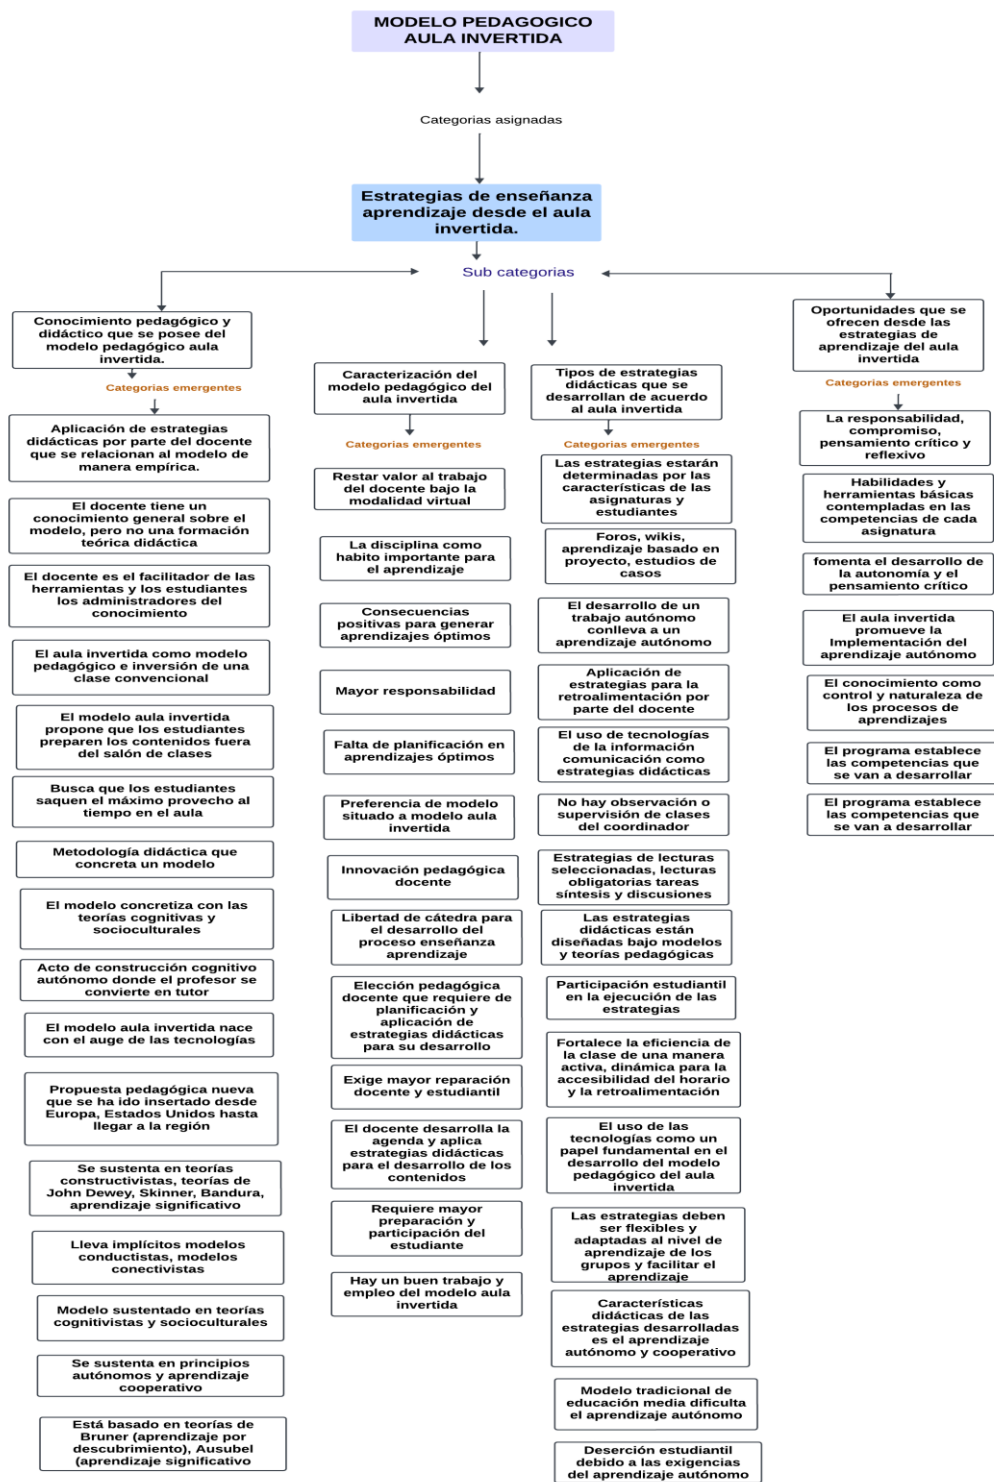 MODELO PEDAGOGICO
AULA INVERTIDA
Categorias asignadas
Estrategias de enseñanza
aprendizaje desde el aula
invertida.
Sub categorias
Conocimiento pedagógico y
didáctico que se posee del
modelo pedagógico aula
invertida.
Categorias emergentes
Aplicación de estrategias
didácticas por parte del docente
que se relacionan al modelo de
manera empírica.
El docente tiene un
conocimiento general sobre el
modelo, pero no una formación
teórica didáctica
El docente es el facilitador de las
herramientas y los estudiantes
los administradores del
conocimiento
El aula invertida como modelo
pedagógico e inversión de una
clase convencional
El modelo aula invertida
propone que los estudiantes
preparen los contenidos fuera
del salón de clases
Busca que los estudiantes
saquen el máximo provecho al
tiempo en el aula
Metodología didáctica que
concreta un modelo
El modelo concretiza con las
teorías cognitivas y
socioculturales
Acto de construcción cognitivo
autónomo donde el profesor se
convierte en tutor
El modelo aula invertida nace
con el auge de las tecnologías
Propuesta pedagógica nueva
que se ha ido insertado desde
Europa, Estados Unidos hasta
llegar a la región
Se sustenta en teorías
constructivistas, teorías de
John Dewey, Skinner, Bandura,
aprendizaje significativo
Lleva implícitos modelos
conductistas, modelos
conectivistas
Modelo sustentado en teorías
cognitivistas y socioculturales
Se sustenta en principios
autónomos y aprendizaje
cooperativo
Está basado en teorías de
Bruner (aprendizaje por
descubrimiento), Ausubel
(aprendizaje significativo
Caracterización del
modelo pedagógico del
aula invertida
Categorias emergentes
Restar valor al trabajo
del docente bajo la
modalidad virtual
La disciplina como
habito importante para
el aprendizaje
Consecuencias
positivas para generar
aprendizajes óptimos
Mayor responsabilidad
Falta de planificación en
aprendizajes óptimos
Preferencia de modelo
situado a modelo aula
invertida
Innovación pedagógica
docente
Libertad de cátedra para
el desarrollo del
proceso enseñanza
aprendizaje
Elección pedagógica
docente que requiere de
planificación y
aplicación de
estrategias didácticas
para su desarrollo
Exige mayor reparación
docente y estudiantil
El docente desarrolla la
agenda y aplica
estrategias didácticas
para el desarrollo de los
contenidos
Requiere mayor
preparación y
participación del
estudiante
Hay un buen trabajo y
empleo del modelo aula
invertida
Tipos de estrategias
didácticas que se
desarrollan de acuerdo
al aula invertida
Categorias emergentes
Las estrategias estarán
determinadas por las
características de las
asignaturas y
estudiantes
Foros, wikis,
aprendizaje basado en
proyecto, estudios de
casos
El desarrollo de un
trabajo autónomo
conlleva a un
aprendizaje autónomo
Aplicación de
estrategias para la
retroalimentación por
parte del docente
El uso de tecnologías
de la información
comunicación como
estrategias didácticas
No hay observación o
supervisión de clases
del coordinador
Estrategias de lecturas
seleccionadas, lecturas
obligatorias tareas
síntesis y discusiones
Las estrategias
didácticas están
diseñadas bajo modelos
y teorías pedagógicas
Participación estudiantil
en la ejecución de las
estrategias
Fortalece la eficiencia de
la clase de una manera
activa, dinámica para la
accesibilidad del horario
y la retroalimentación
El uso de las
tecnologías como un
papel fundamental en el
desarrollo del modelo
pedagógico del aula
invertida
Las estrategias deben
ser flexibles y
adaptadas al nivel de
aprendizaje de los
grupos y facilitar el
aprendizaje
Características
didácticas de las
estrategias desarrolladas
es el aprendizaje
autónomo y cooperativo
Modelo tradicional de
educación media dificulta
el aprendizaje autónomo
Deserción estudiantil
debido a las exigencias
del aprendizaje autónomo
Oportunidades que se
ofrecen desde las
estrategias de
aprendizaje del aula
invertida
Categorias emergentes
La responsabilidad,
compromiso,
pensamiento crítico y
reflexivo
Habilidades y
herramientas básicas
contempladas en las
competencias de cada
asignatura
fomenta el desarrollo de
la autonomía y el
pensamiento crítico
El aula invertida
promueve la
Implementación del
aprendizaje autónomo
El conocimiento como
control y naturaleza de
los procesos de
aprendizajes
El programa establece
las competencias que
se van a desarrollar
El programa establece
las competencias que
se van a desarrollar